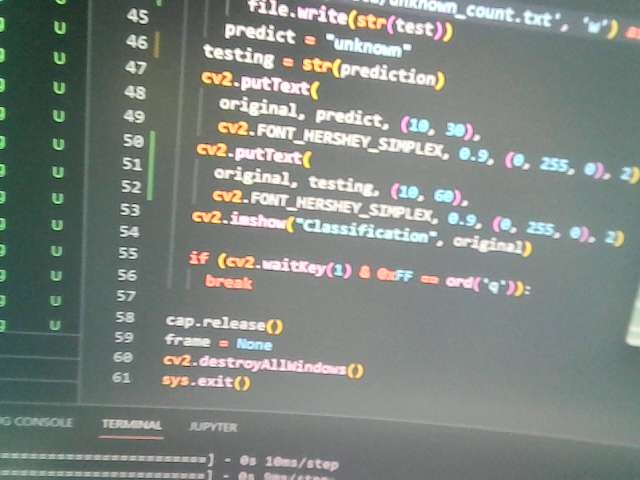 unknown_count.txt', 'w')
45 file.write(str(test))
46 predict = "unknown"
47 testing = str(prediction)
48 cv2.putText(
49 original, predict, (10, 30),
50 cv2.FONT_HERSHEY_SIMPLEX, 0.9, (0, 255, 0), 2)
51 cv2.putText(
52 original, testing, (10, 60),
53 cv2.FONT_HERSHEY_SIMPLEX, 0.9, (0, 255, 0), 2)
54 cv2.imshow("Classification", original)
55
56 if (cv2.waitKey(1) & 0xFF == ord('q')):
57 break
58
59 cap.release()
60 frame = None
61 cv2.destroyAllWindows()
sys.exit()
U
U
U
U
U
U
U
U
U
U
U
U
G CONSOLE TERMINAL JUPYTER
======================] - 0s 10ms/step
======================] - 0s 9ms/step